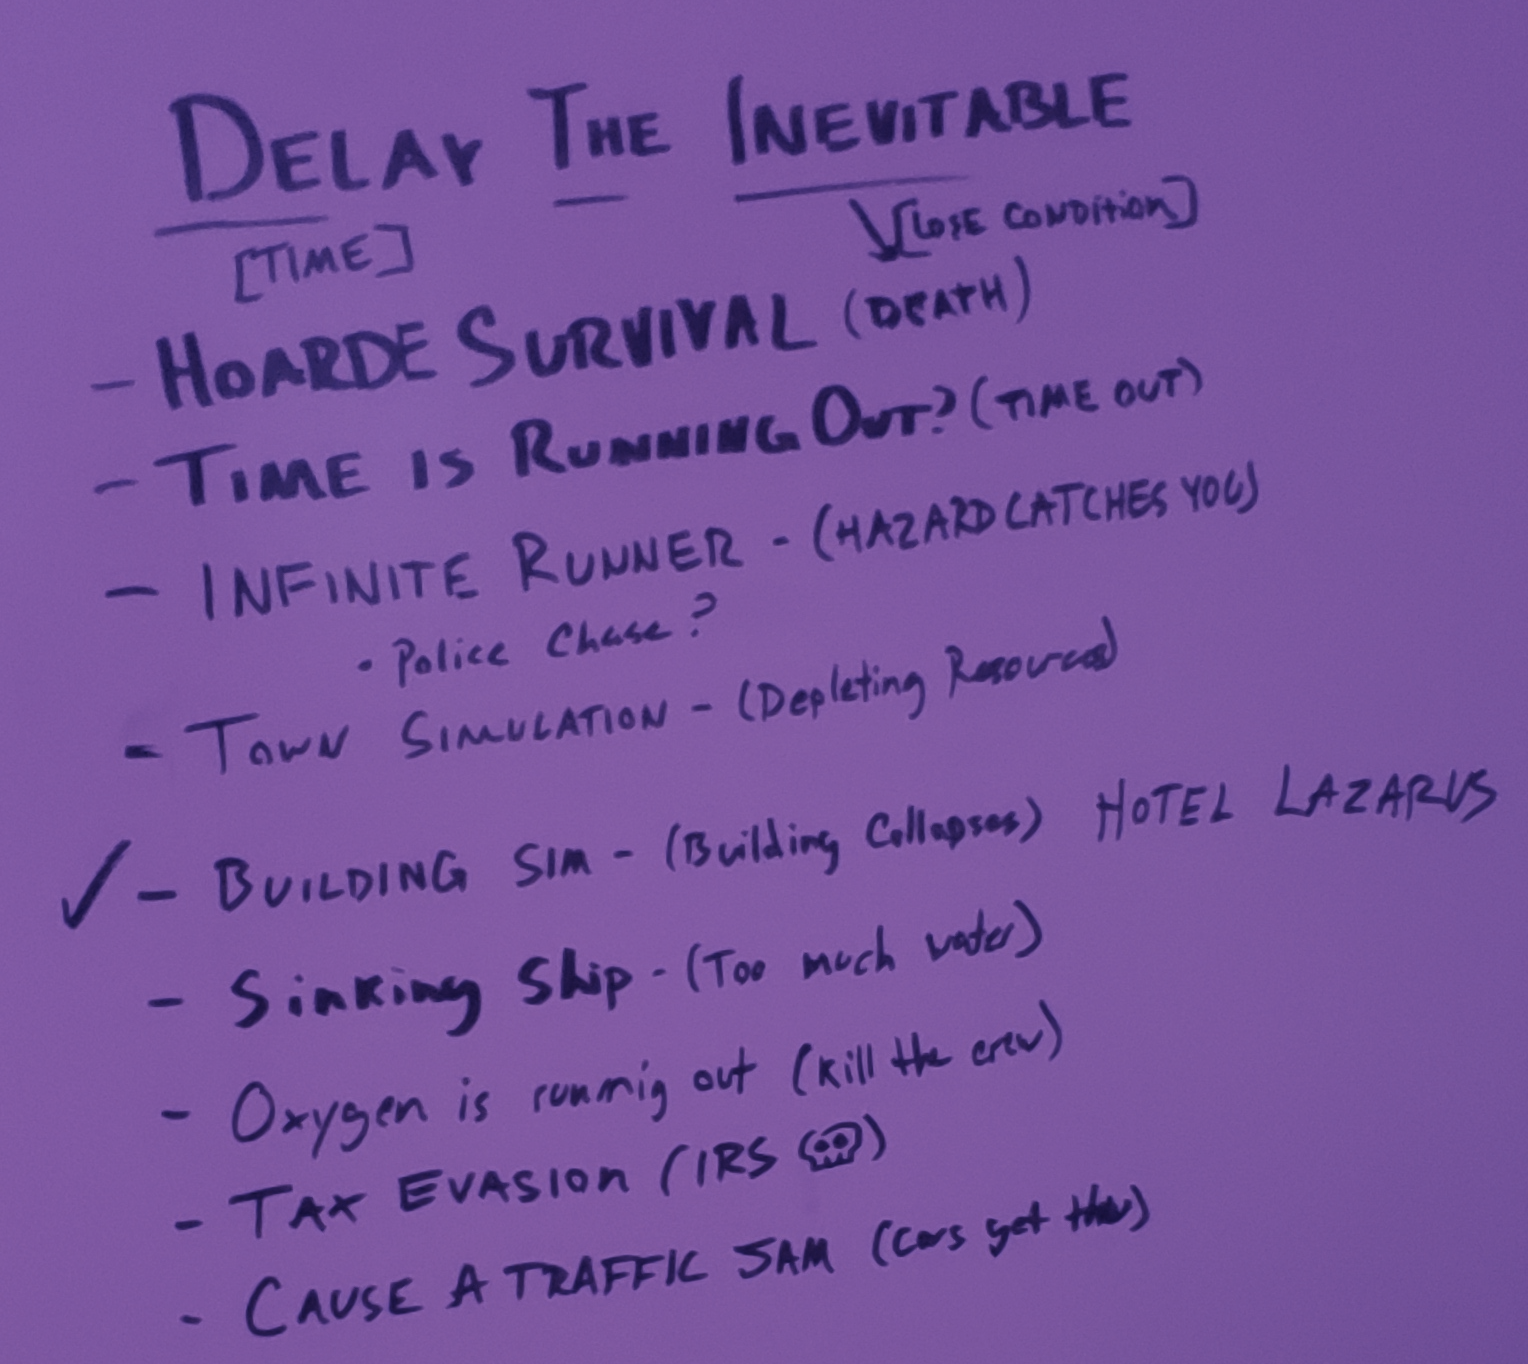 DELAY THE INEVITABLE
[TIME]
[LOSE CONDITION]
- HOARDE SURVIVAL (DEATH)
- TIME IS RUNNING OUT? (TIME OUT)
- INFINITE RUNNER - (HAZARD CATCHES YOU)
• Police Chase?
- TOWN SIMULATION - (Depleting Resources)
✓ - BUILDING SIM - (Building Collapses) HOTEL LAZARUS
- Sinking Ship - (Too much water)
- Oxygen is runnig out (kill the crew)
- TAX EVASION (IRS 💀)
- CAUSE A TRAFFIC JAM (Cars get thru)